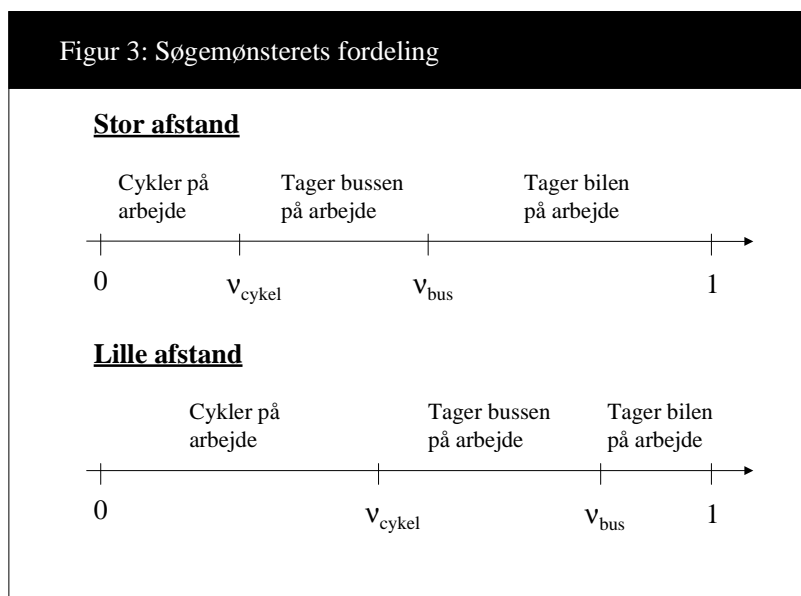 Figur 3: Søgemønsterets fordeling
Stor afstand
Cykler på
arbejde
Tager bussen
på arbejde
Tager bilen
på arbejde
0
νcykel
νbus
1
Lille afstand
Cykler på
arbejde
Tager bussen
på arbejde
Tager bilen
på arbejde
0
νcykel
νbus
1